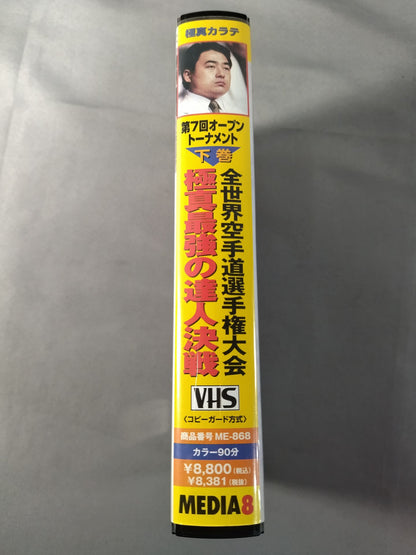 極真カラテ
第7回オープン
トーナメント
下巻
全世界空手道選手権大会
極真最強の達人決戦
VHS
〈コピーガード方式〉
商品番号 ME-868
カラー90分
¥8,800(税込)
¥8,381(税抜)
MEDIA8